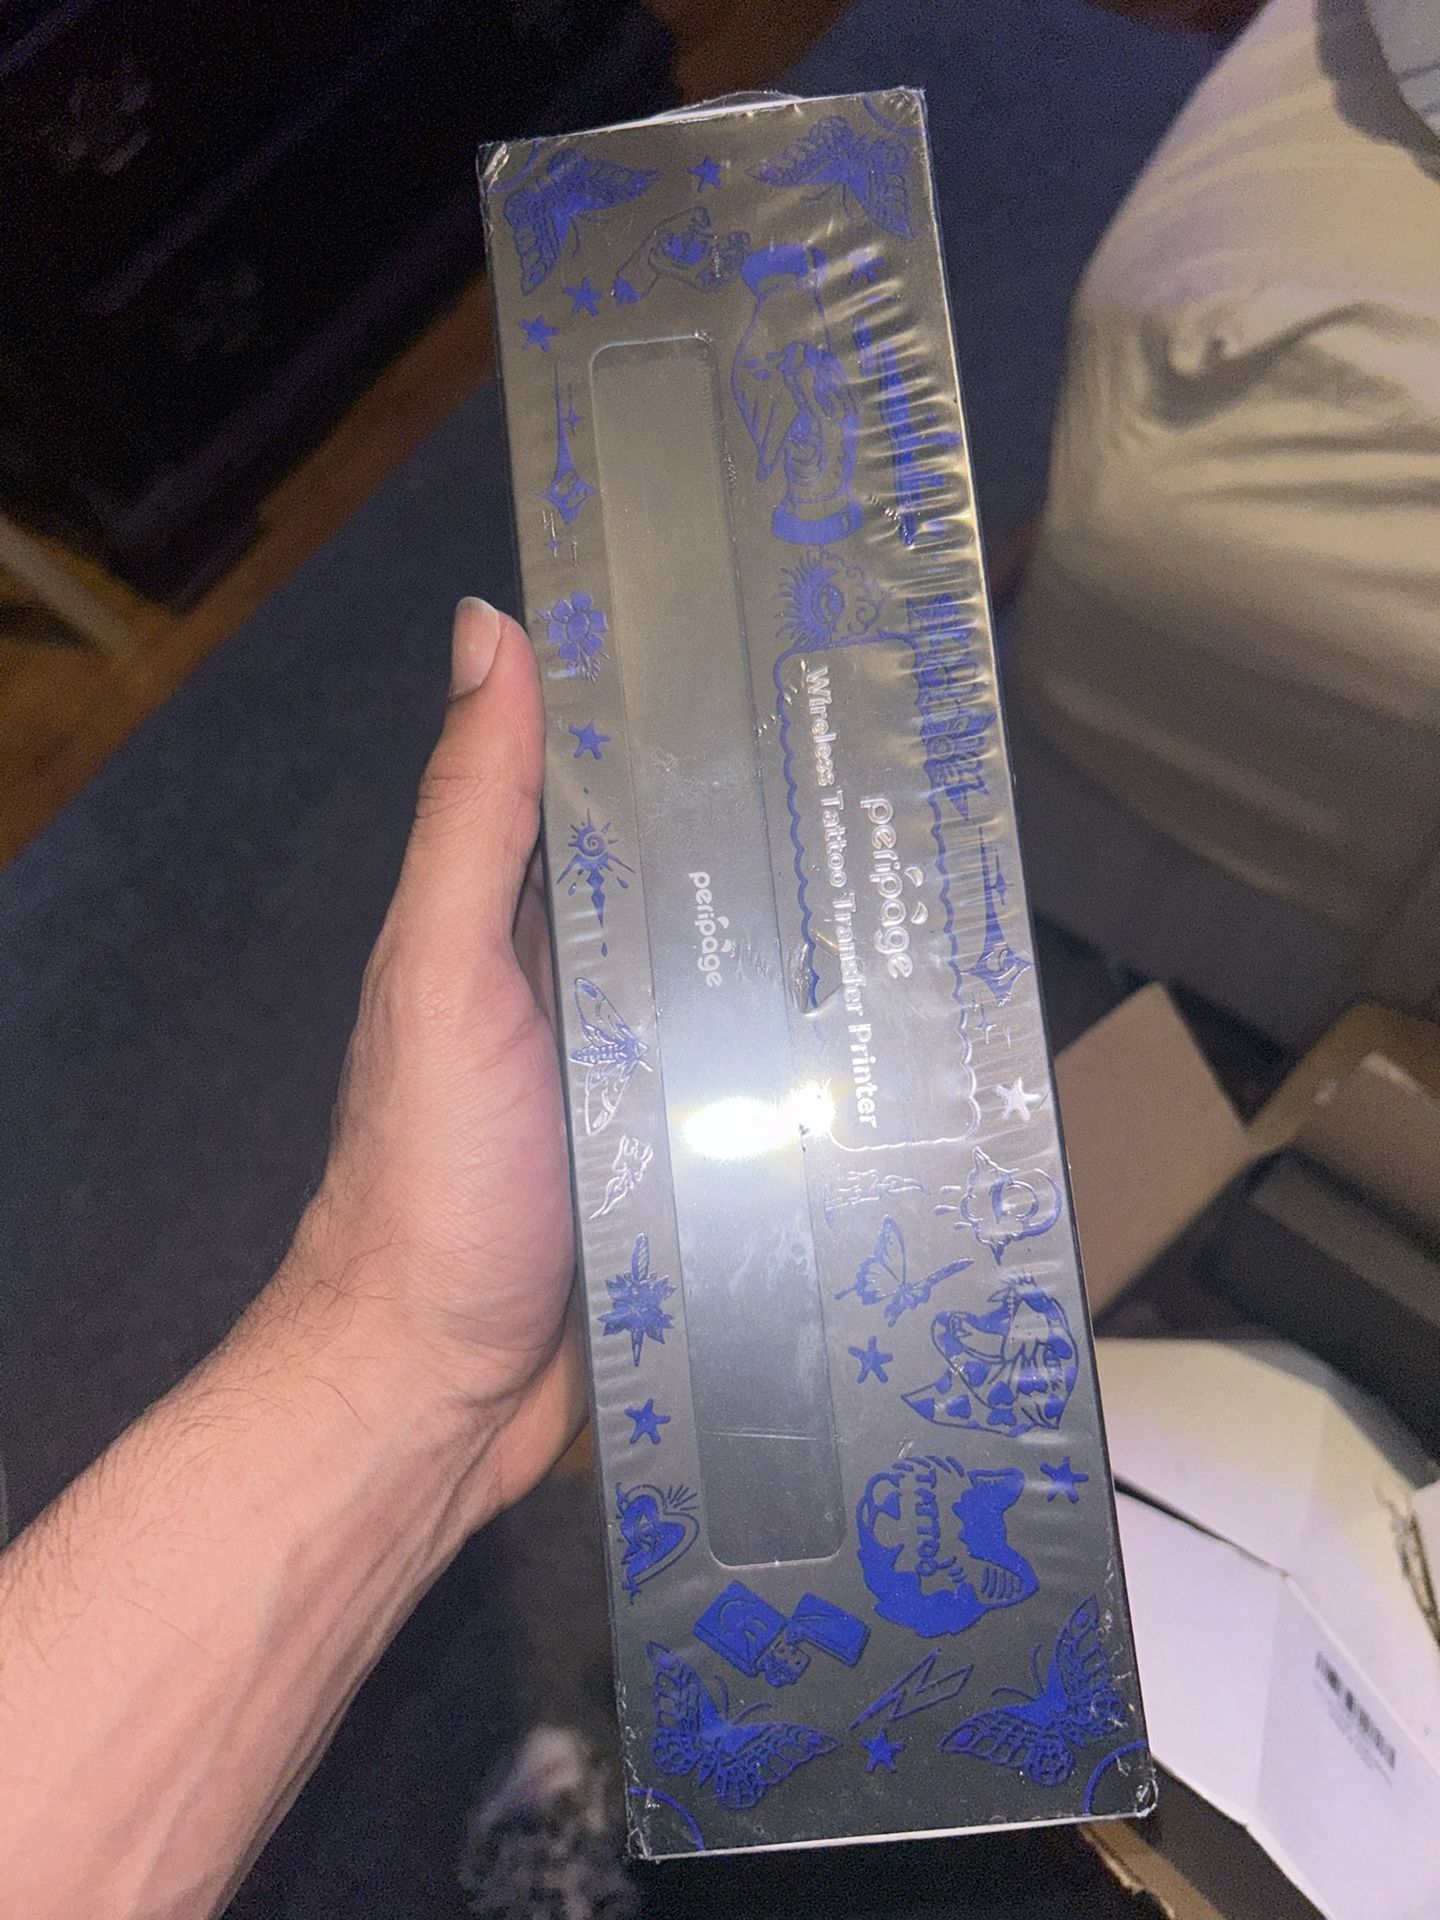 peripage
Wireless Tattoo Transfer Printer
peripage
TATTOO